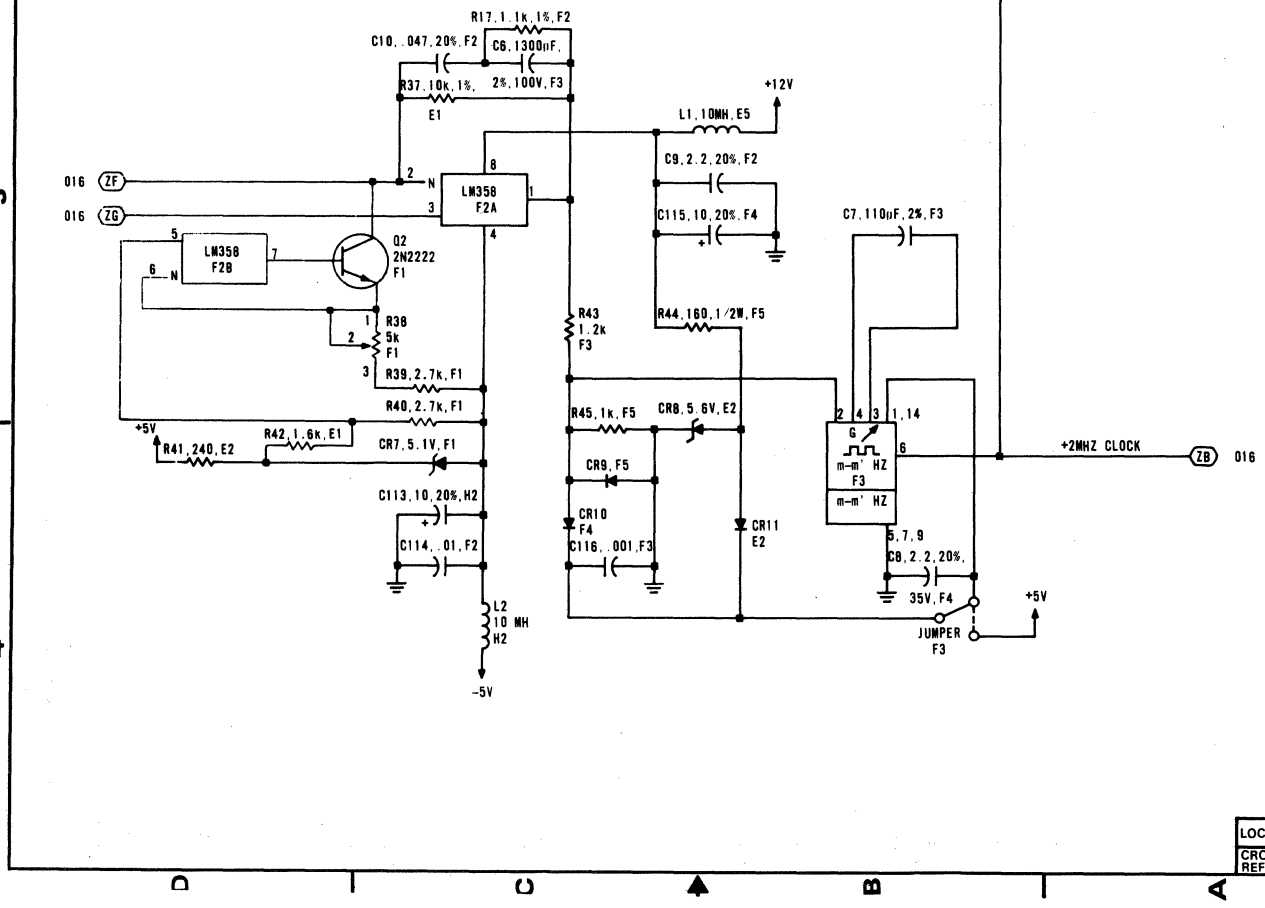 R17,1.1k,1%,F2
C10,.047,20%,F2
C6,1300pF,
2%,100V,F3
R37,10k,1%,
E1
+12V
L1,10MH,E5
C9,2.2,20%,F2
C115,10,20%,F4
+
016 ZF
2 N
8
LM358
F2A
1
016 ZG
3
4
5
LM358
F2B
7
6 N
Q2
2N2222
F1
C7,110pF,2%,F3
1
R38
5k
F1
2
3
R43
1.2k
F3
R44,160,1/2W,F5
R39,2.7k,F1
R40,2.7k,F1
+5V
R41,240,E2
R42,1.6k,E1
CR7,5.1V,F1
R45,1k,F5
CR8,5.6V,E2
2 4 3 1,14
G
m-m' HZ
F3
m-m' HZ
6
+2MHZ CLOCK
ZB 016
CR9,F5
C113,10,20%,H2
+
CR10
F4
CR11
E2
C114,.01,F2
C116,.001,F3
5,7,9
C8,2.2,20%,
35V,F4
+5V
JUMPER
F3
L2
10 MH
H2
-5V
LOC
CRO
REF
D
C
B
A